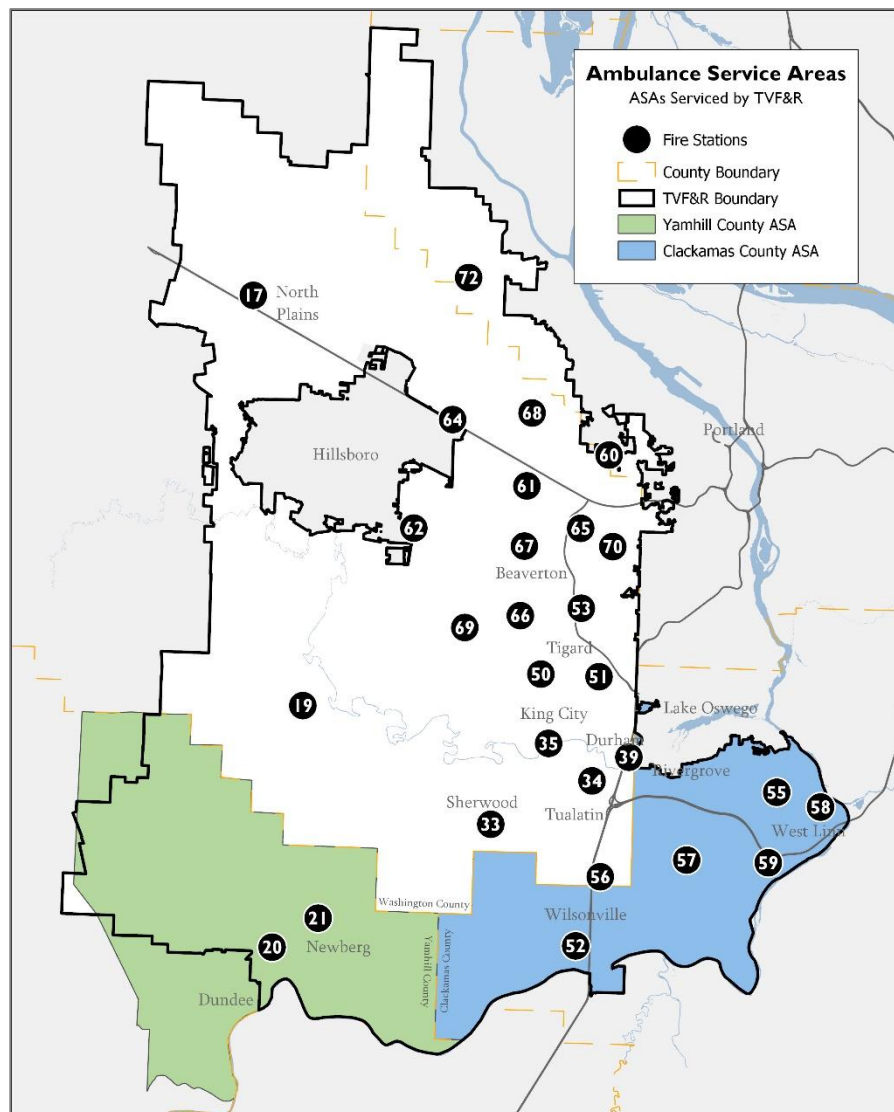 Ambulance Service Areas
ASAs Serviced by TVF&R
Fire Stations
County Boundary
TVF&R Boundary
Yamhill County ASA
Clackamas County ASA
72
17
North
Plains
64
68
Portland
60
Hillsboro
61
62
65
67
70
Beaverton
53
66
69
Tigard
50
51
19
Lake Oswego
King City
35
Durham
39
Rivergrove
34
55
Sherwood
58
33
Tualatin
West Linn
57
59
56
Washington County
21
Wilsonville
20
Newberg
52
Yamhill County
Clackamas County
Dundee